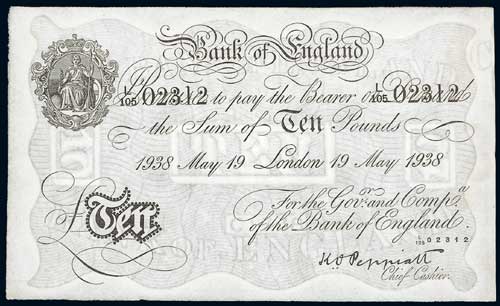 Bank of England
L/105 02312 L/105 02312
Promise to pay the Bearer on Demand
the Sum of Ten Pounds
1938 May 19 London 19 May 1938
For the Govr. and Compa.
of the Bank of England.
L/105 02312
£Ten
K.O. Peppiatt
Chief Cashier.